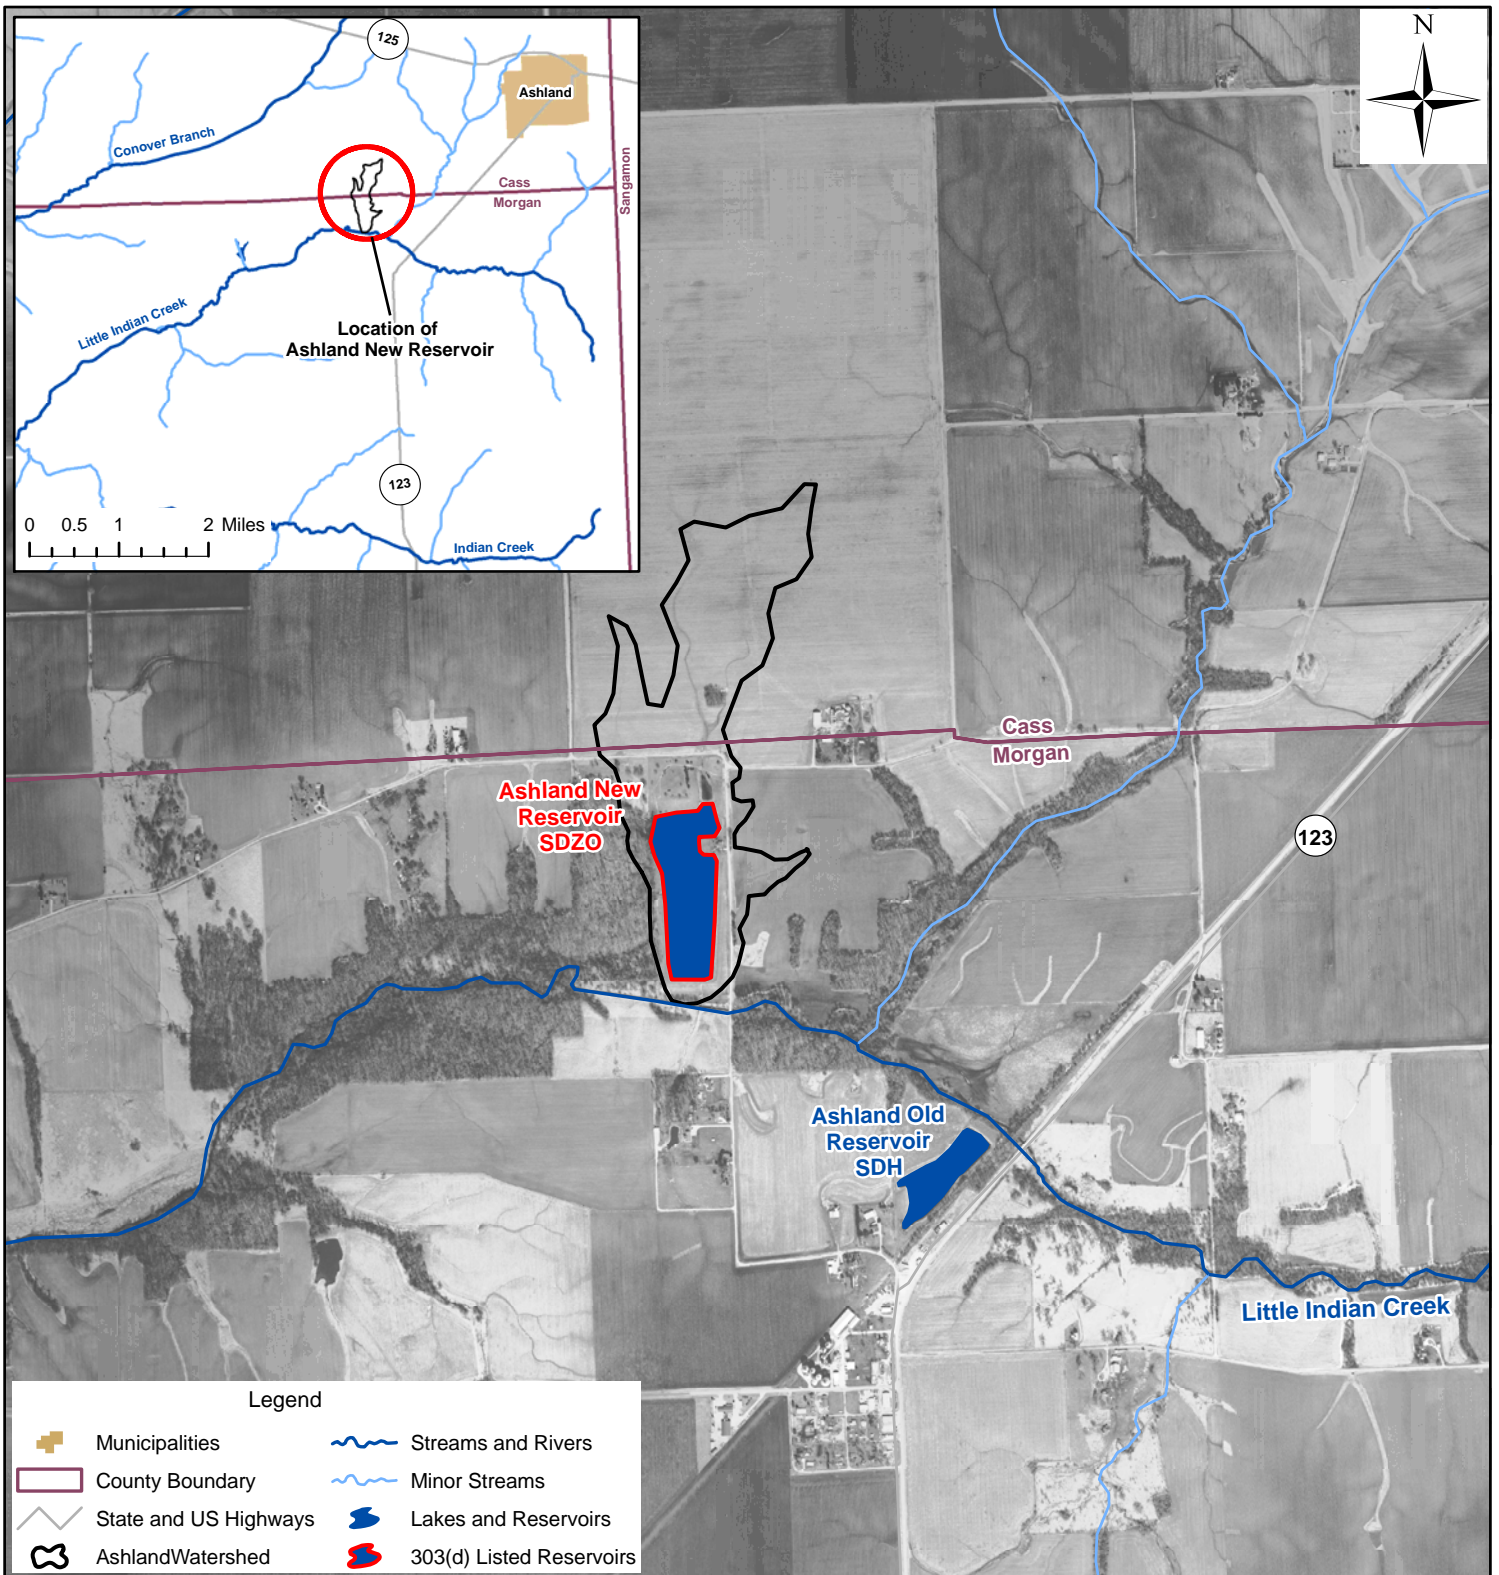 N
125
Ashland
Conover Branch
Cass
Morgan
Sangamon
Little Indian Creek
Location of
Ashland New Reservoir
123
0 0.5 1 2 Miles
Indian Creek
Cass
Morgan
Ashland New
Reservoir
SDZO
123
Ashland Old
Reservoir
SDH
Little Indian Creek
Legend
Municipalities
Streams and Rivers
County Boundary
Minor Streams
State and US Highways
Lakes and Reservoirs
AshlandWatershed
303(d) Listed Reservoirs